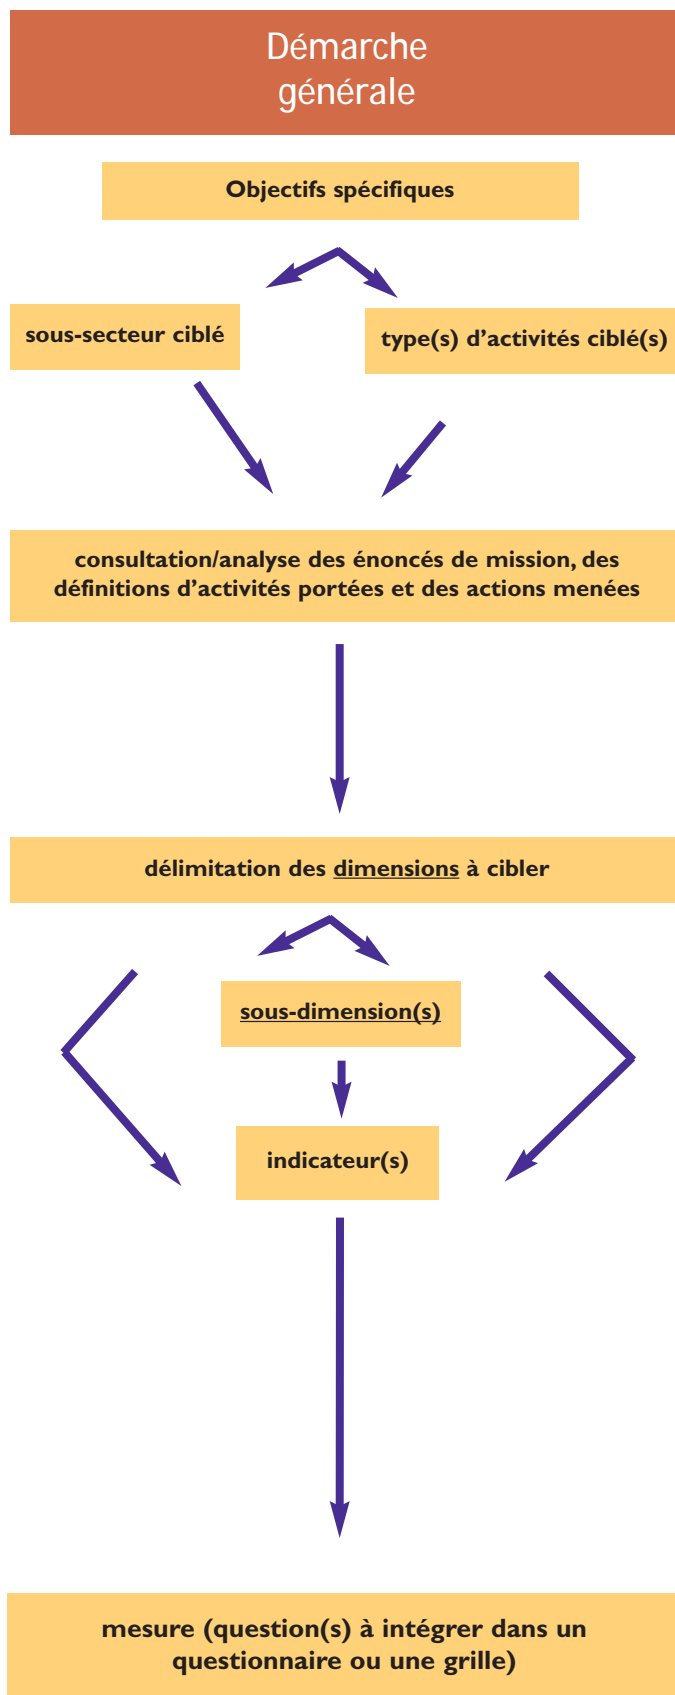 Démarche
générale
Objectifs spécifiques
sous-secteur ciblé
type(s) d'activités ciblé(s)
consultation/analyse des énoncés de mission, des
définitions d'activités portées et des actions menées
délimitation des dimensions à cibler
sous-dimension(s)
indicateur(s)
mesure (question(s) à intégrer dans un
questionnaire ou une grille)